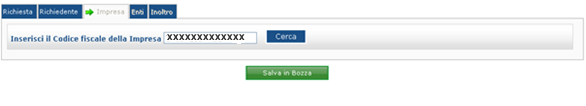 Richiesta Richiedente Impresa Enti Inoltro
Inserisci il Codice fiscale della Impresa XXXXXXXXXXXXX Cerca
Salva in Bozza